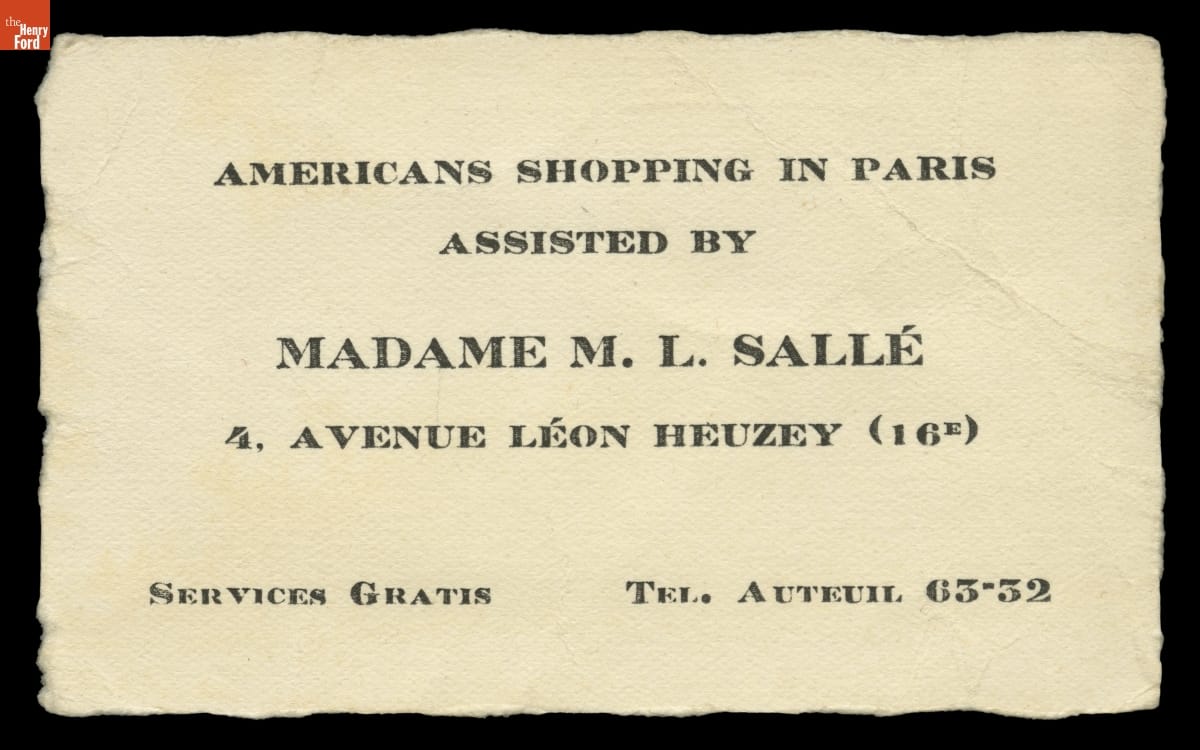 the
Henry
Ford
AMERICANS SHOPPING IN PARIS
ASSISTED BY
MADAME M. L. SALLÉ
4, AVENUE LÉON HEUZEY (16E)
SERVICES GRATIS TEL. AUTEUIL 63-32